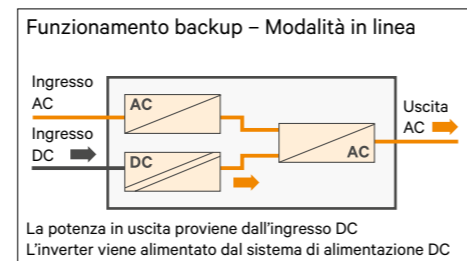 Funzionamento backup – Modalità in linea
Ingresso
AC
AC
Uscita
AC
Ingresso
DC
DC
AC
La potenza in uscita proviene dall'ingresso DC
L'inverter viene alimentato dal sistema di alimentazione DC